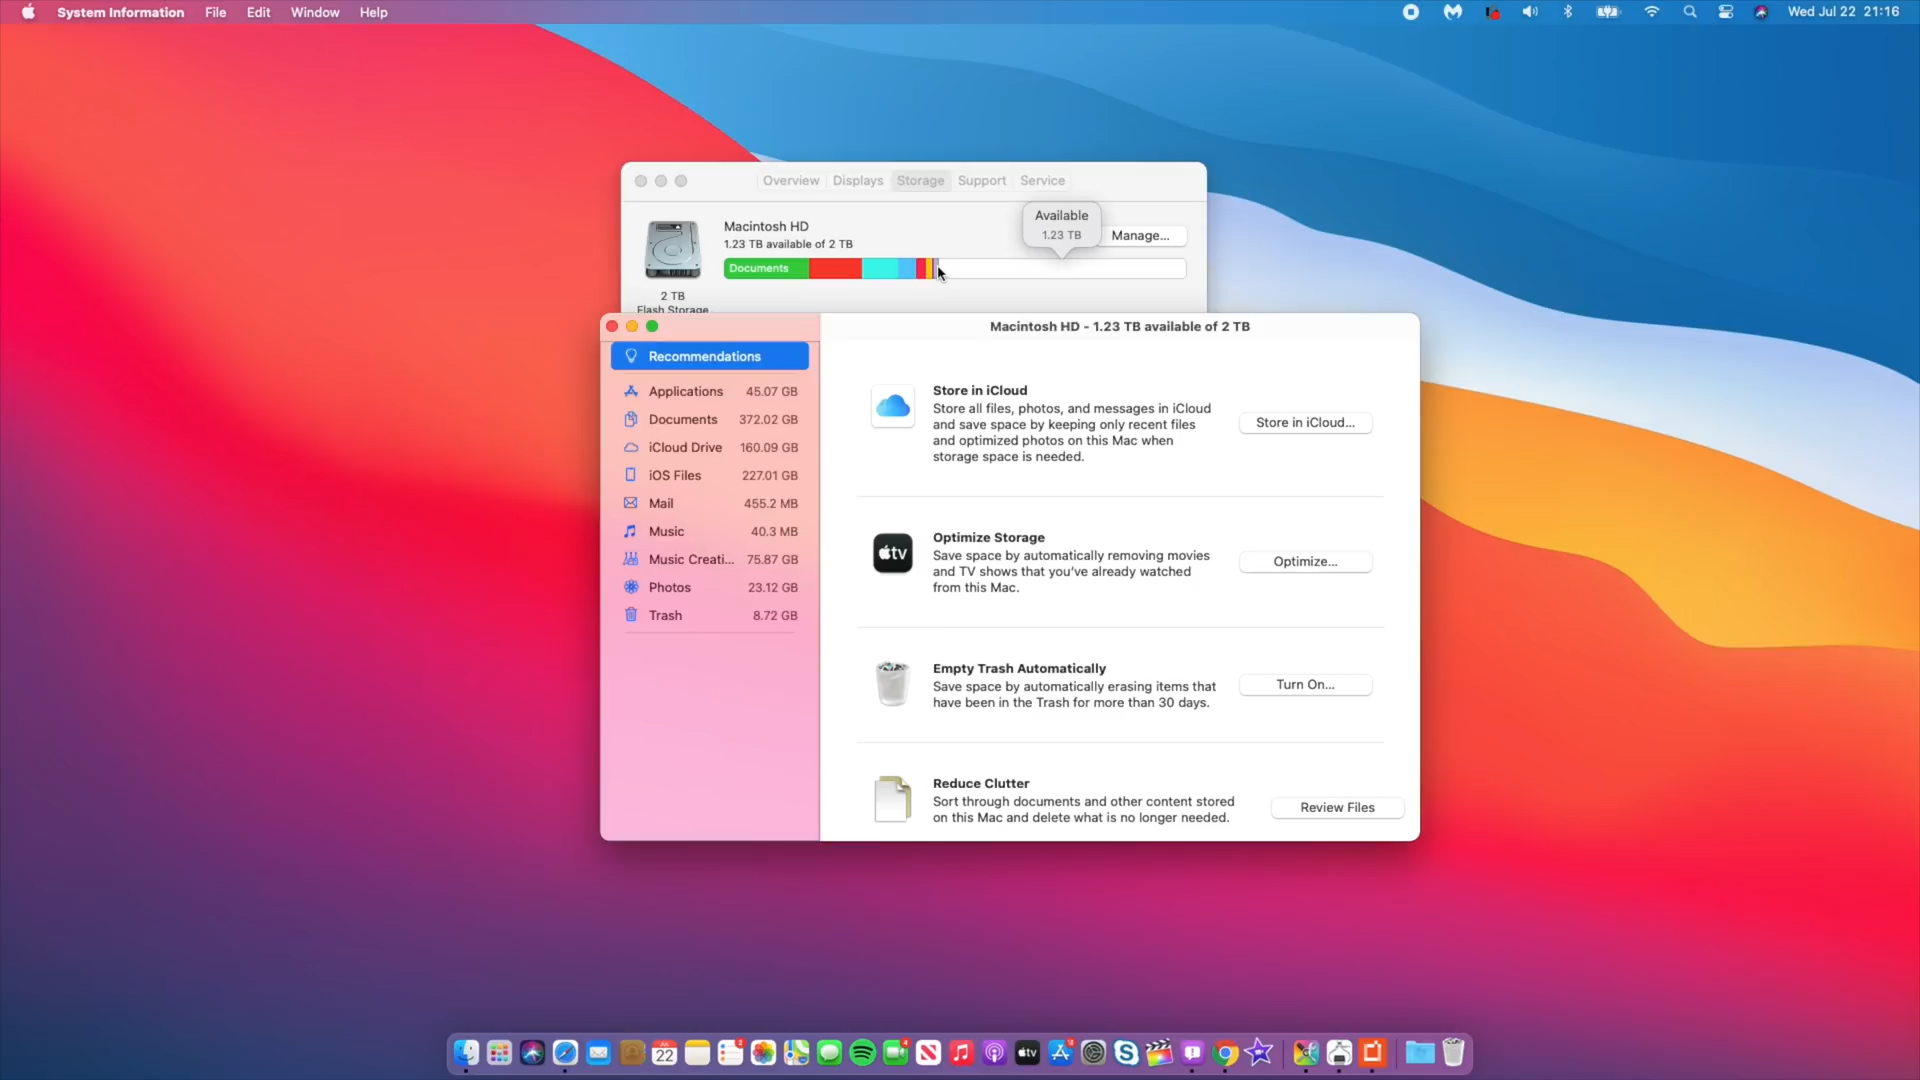 System Information File Edit Window Help
Wed Jul 22 21:16
Overview Displays Storage Support Service
Macintosh HD
1.23 TB available of 2 TB
Available
1.23 TB
Manage...
Documents
2 TB
Flash Storage
Macintosh HD - 1.23 TB available of 2 TB
Recommendations
Applications 45.07 GB
Documents 372.02 GB
iCloud Drive 160.09 GB
iOS Files 227.01 GB
Mail 455.2 MB
Music 40.3 MB
Music Creati... 75.87 GB
Photos 23.12 GB
Trash 8.72 GB
Store in iCloud
Store all files, photos, and messages in iCloud
and save space by keeping only recent files
and optimized photos on this Mac when
storage space is needed.
Store in iCloud...
tv
Optimize Storage
Save space by automatically removing movies
and TV shows that you've already watched
from this Mac.
Optimize...
Empty Trash Automatically
Save space by automatically erasing items that
have been in the Trash for more than 30 days.
Turn On...
Reduce Clutter
Sort through documents and other content stored
on this Mac and delete what is no longer needed.
Review Files
22
tv